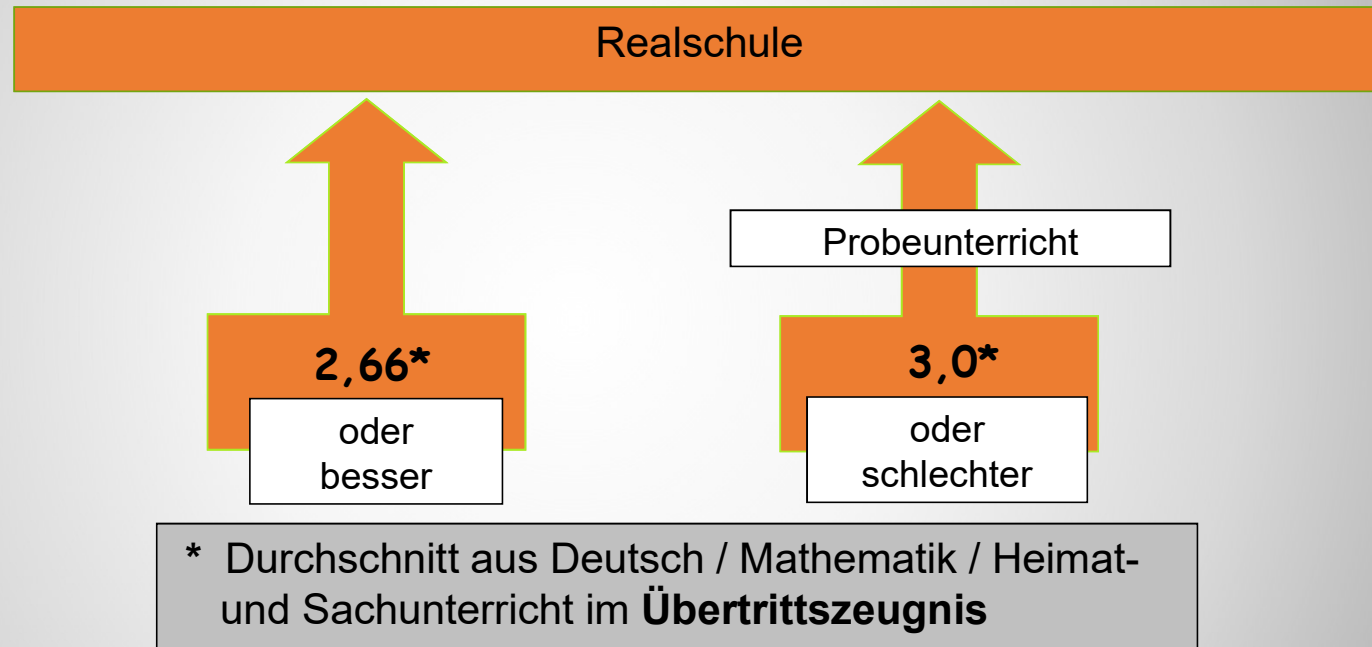 Realschule
Probeunterricht
2,66*
3,0*
oder
besser
oder
schlechter
* Durchschnitt aus Deutsch / Mathematik / Heimat-
und Sachunterricht im Übertrittszeugnis